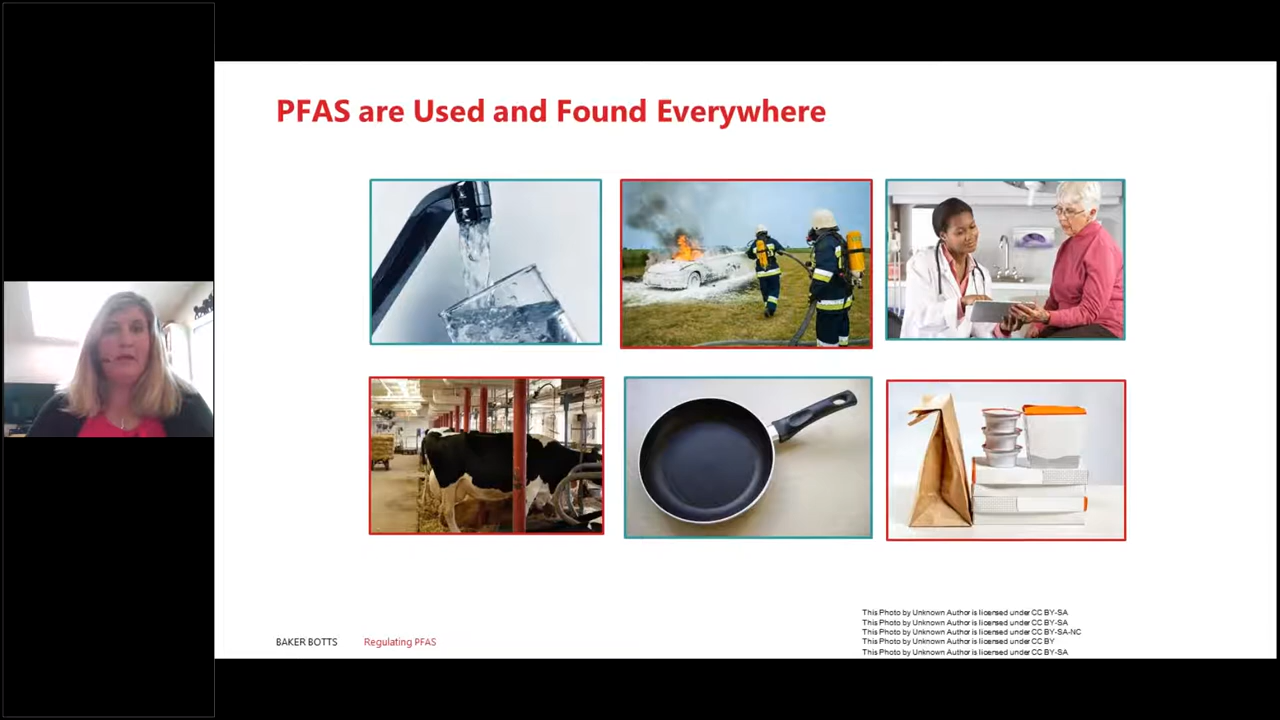 PFAS are Used and Found Everywhere
BAKER BOTTS
Regulating PFAS
This Photo by Unknown Author is licensed under CC BY-SA
This Photo by Unknown Author is licensed under CC BY-SA
This Photo by Unknown Author is licensed under CC BY-SA-NC
This Photo by Unknown Author is licensed under CC BY
This Photo by Unknown Author is licensed under CC BY-SA